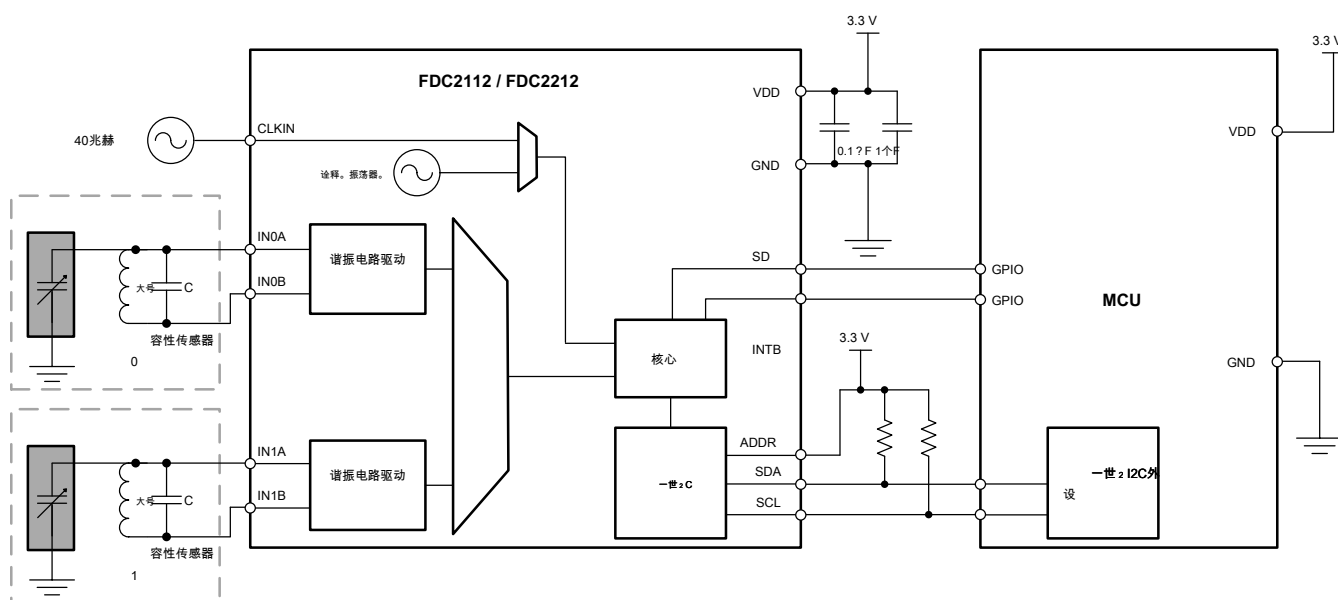 3.3 V
3.3 V
FDC2112 / FDC2212
VDD
CLKIN
40兆赫
VDD
0.1 ? F 1个F
GND
诠释。振荡器。
IN0A
谐振电路驱动
SD
GPIO
IN0B
大号
C
GPIO
MCU
容性传感器
0
核心
INTB
3.3 V
GND
ADDR
IN1A
谐振电路驱动
SDA
一世 2 C
一世 2 I2C外
设
大号
C
IN1B
SCL
容性传感器
1